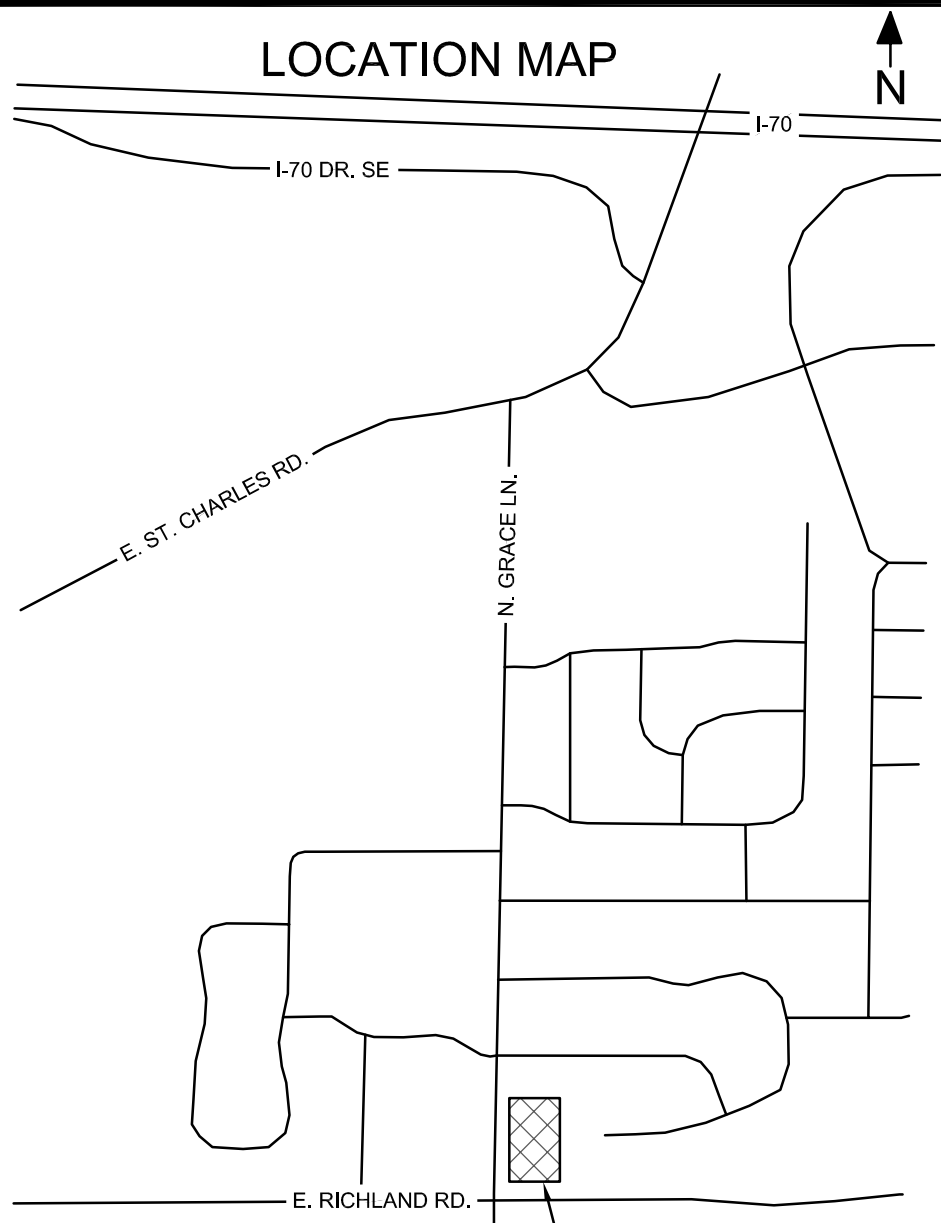 LOCATION MAP
N
I-70
I-70 DR. SE
E. ST. CHARLES RD.
N. GRACE LN.
E. RICHLAND RD.